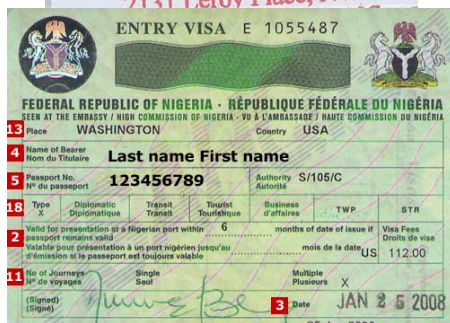 2131 Leroy Place,
ENTRY VISA E 1055487
FEDERAL REPUBLIC OF NIGERIA · RÉPUBLIQUE FÉDÉRALE DU NIGÉRIA
SEEN AT THE EMBASSY / HIGH COMMISSION OF NIGERIA · VU À L'AMBASSADE / HAUTE COMMISSION DU NIGÉRIA
13 Place WASHINGTON Country USA
4 Name of Bearer
Nom du Titulaire Last name First name
5 Passport No. 123456789 Authority S/105/C
Nº du passeport Autorité
18 Type Diplomatic Transit Tourist Business TWP STR
X Diplomatique Transit Touristique d'affaires
2 Valid for presentation at a Nigerian port within 6 months of date of issue if Visa Fees
passport remains valid Droits de visa
Valable pour présentation à un port nigérien jusqu'au mois de la date US 112.00
d'émission si le passeport est toujours valable
11 No of Journeys Single Multiple
Nº de voyages Seul Plusieurs X
(Signed) 3 Date JAN 25 2008
(Signé)